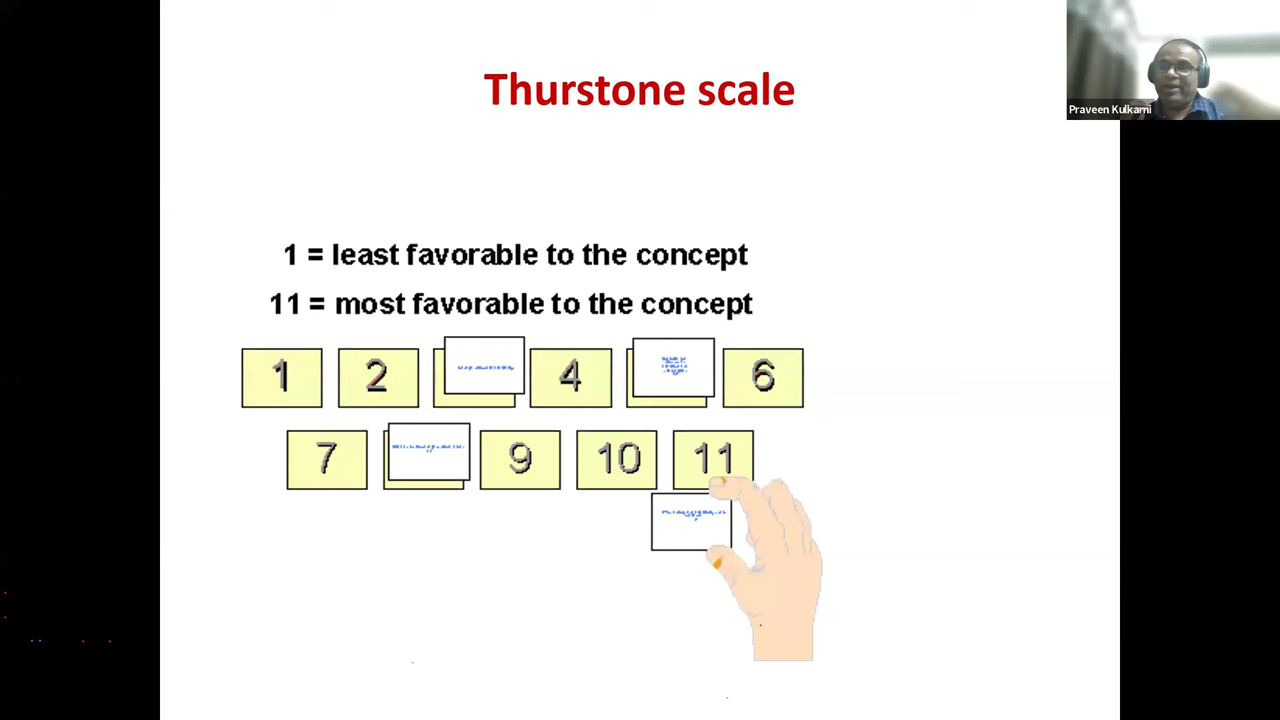 Thurstone scale
Praveen Kulkarni
1 = least favorable to the concept
11 = most favorable to the concept
1 2 4 6
7 9 10 11